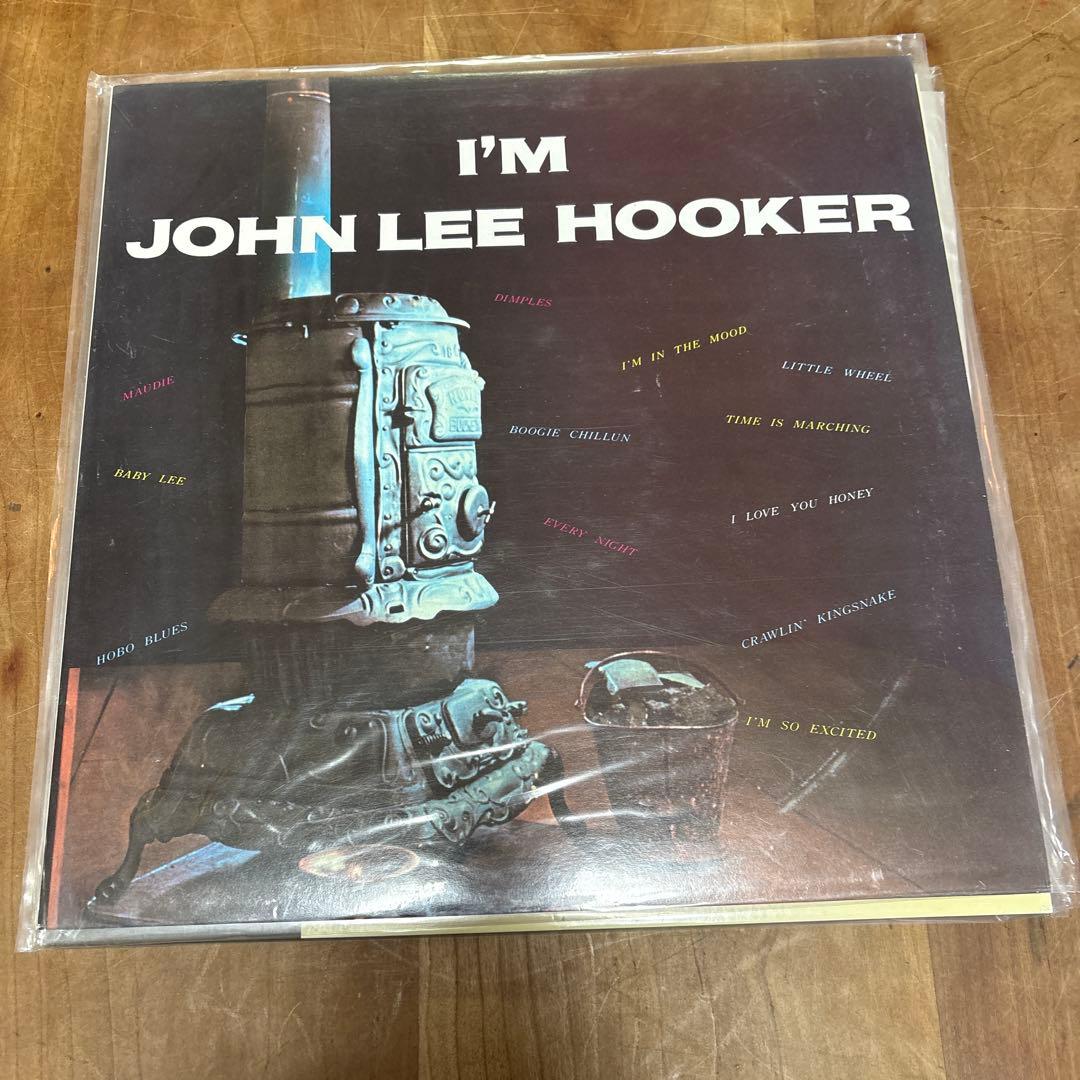 I'M
JOHN LEE HOOKER
DIMPLES
I'M IN THE MOOD
LITTLE WHEEL
MAUDIE
TIME IS MARCHING
BOOGIE CHILLUN
BABY LEE
I LOVE YOU HONEY
EVERY NIGHT
CRAWLIN' KINGSNAKE
HOBO BLUES
I'M SO EXCITED